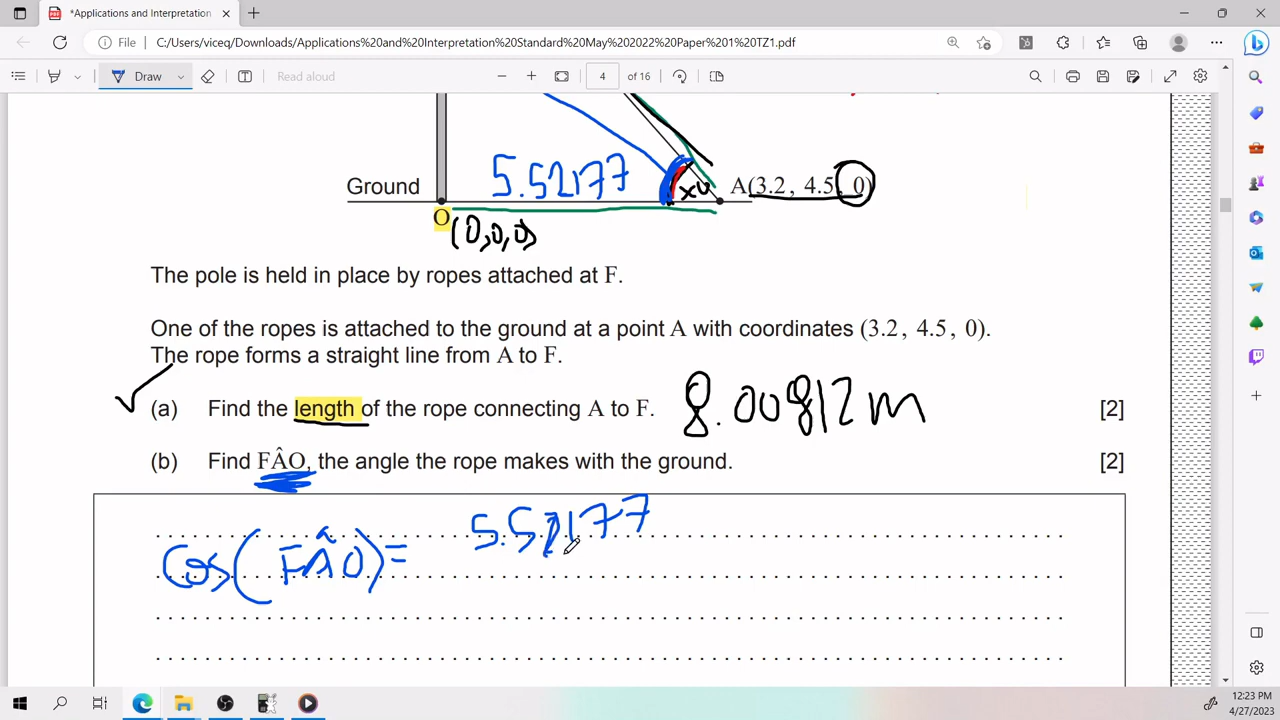 *Applications and Interpretation
File
C:/Users/viceq/Downloads/Applications%20and%20Interpretation%20Standard%20May%202022%20Paper%201%20TZ1.pdf
Draw
Read aloud
4 of 16
Ground
5.52177
A(3.2, 4.5, 0)
O
(0,0,0)
The pole is held in place by ropes attached at F.
One of the ropes is attached to the ground at a point A with coordinates (3.2, 4.5, 0).
The rope forms a straight line from A to F.
(a) Find the length of the rope connecting A to F. 8.00812 m [2]
(b) Find FÂO, the angle the rope makes with the ground. [2]
5.52177
Cos(FÂO)=
12:23 PM
4/27/2023